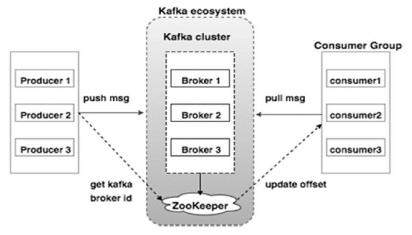 Kafka ecosystem
Kafka cluster
Consumer Group
Producer 1
Producer 2
Producer 3
push msg
Broker 1
Broker 2
Broker 3
pull msg
consumer1
consumer2
consumer3
get kafka
broker id
ZooKeeper
update offset